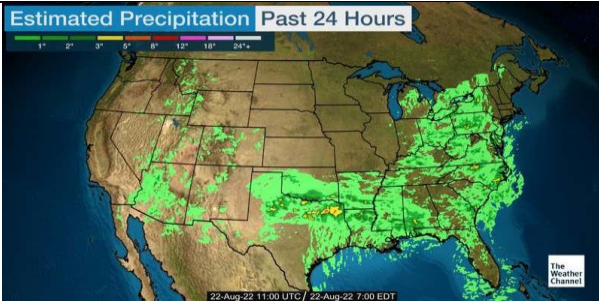 Estimated Precipitation Past 24 Hours
1" 2" 3" 5" 8" 12" 18" 24"+
The
Weather
Channel
22-Aug-22 11:00 UTC / 22-Aug-22 7:00 EDT